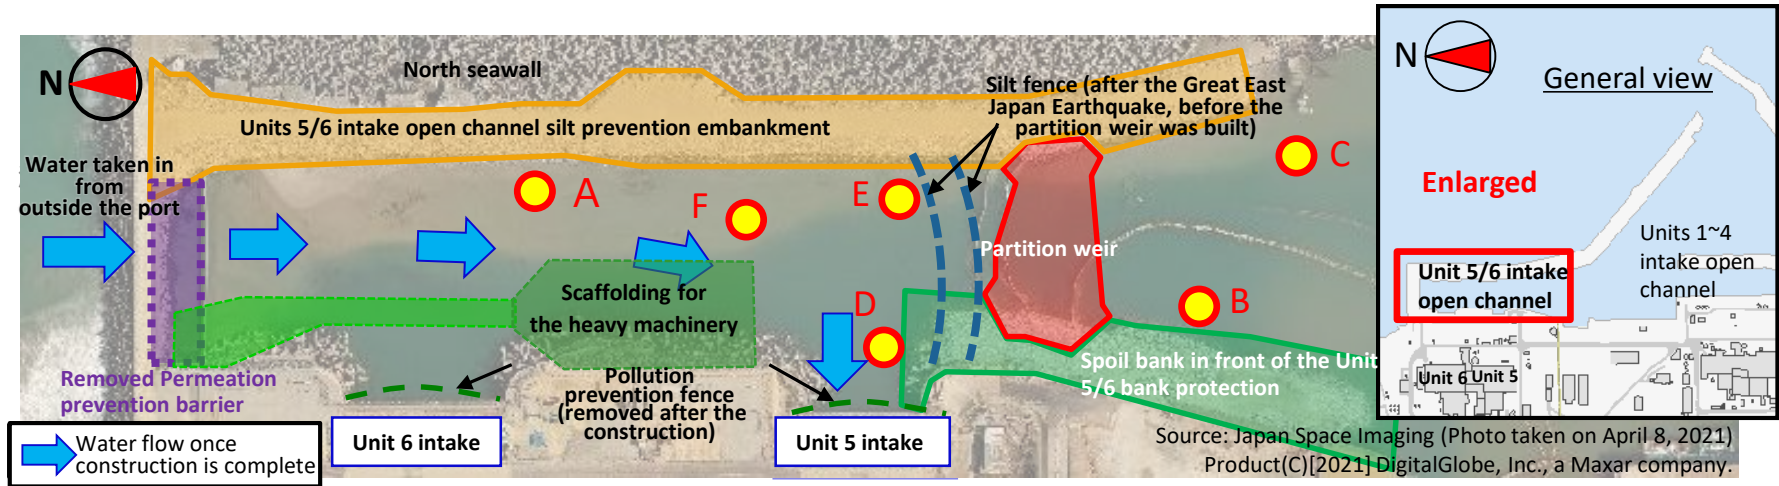 N
North seawall
Silt fence (after the Great East
Japan Earthquake, before the
partition weir was built)
Units 5/6 intake open channel silt prevention embankment
Water taken in
from
outside the port
A
F
E
C
D
B
Partition weir
Scaffolding for
the heavy machinery
Removed Permeation
prevention barrier
Pollution
prevention fence
(removed after the
construction)
Spoil bank in front of the Unit
5/6 bank protection
Unit 6 intake
Unit 5 intake
Water flow once
construction is complete
Source: Japan Space Imaging (Photo taken on April 8, 2021)
Product(C)[2021] DigitalGlobe, Inc., a Maxar company.
N
General view
Enlarged
Units 1~4
intake open
channel
Unit 5/6 intake
open channel
Unit 6
Unit 5